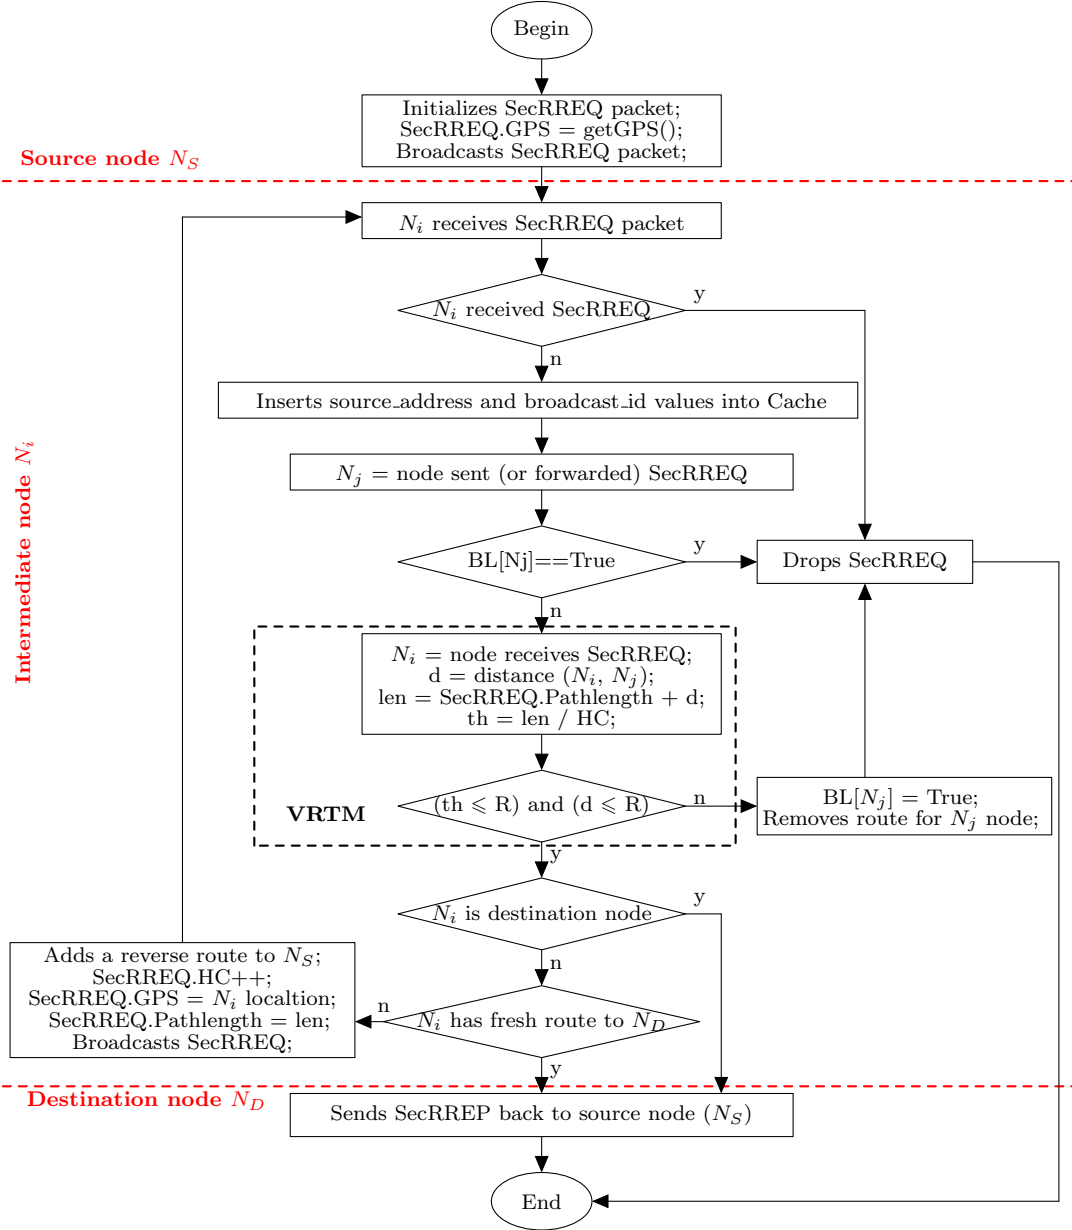 Begin
Initializes SecRREQ packet;
SecRREQ.GPS = getGPS();
Broadcasts SecRREQ packet;
Source node N_S
N_i receives SecRREQ packet
N_i received SecRREQ
y
n
Inserts source_address and broadcast_id values into Cache
N_j = node sent (or forwarded) SecRREQ
BL[Nj]==True
y
Drops SecRREQ
n
Intermediate node N_i
N_i = node receives SecRREQ;
d = distance (N_i, N_j);
len = SecRREQ.Pathlength + d;
th = len / HC;
VRTM
(th ⩽ R) and (d ⩽ R)
n
BL[N_j] = True;
Removes route for N_j node;
y
N_i is destination node
y
n
N_i has fresh route to N_D
n
Adds a reverse route to N_S;
SecRREQ.HC++;
SecRREQ.GPS = N_i localtion;
SecRREQ.Pathlength = len;
Broadcasts SecRREQ;
y
Destination node N_D
Sends SecRREP back to source node (N_S)
End